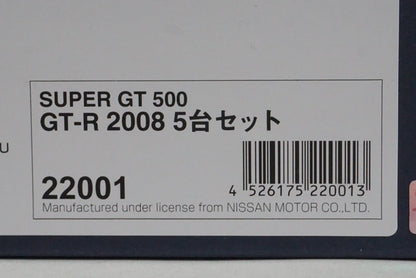 SUPER GT 500
GT-R 2008 5台セット
U
22001
4 526175 220013
Manufactured under license from NISSAN MOTOR CO.,LTD.